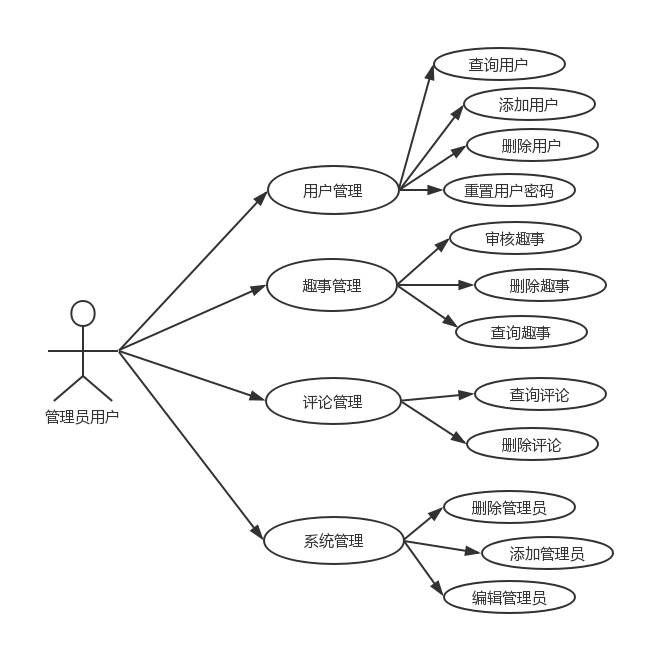 查询用户
添加用户
删除用户
用户管理
重置用户密码
审核趣事
趣事管理
删除趣事
查询趣事
管理员用户
评论管理
查询评论
删除评论
删除管理员
系统管理
添加管理员
编辑管理员